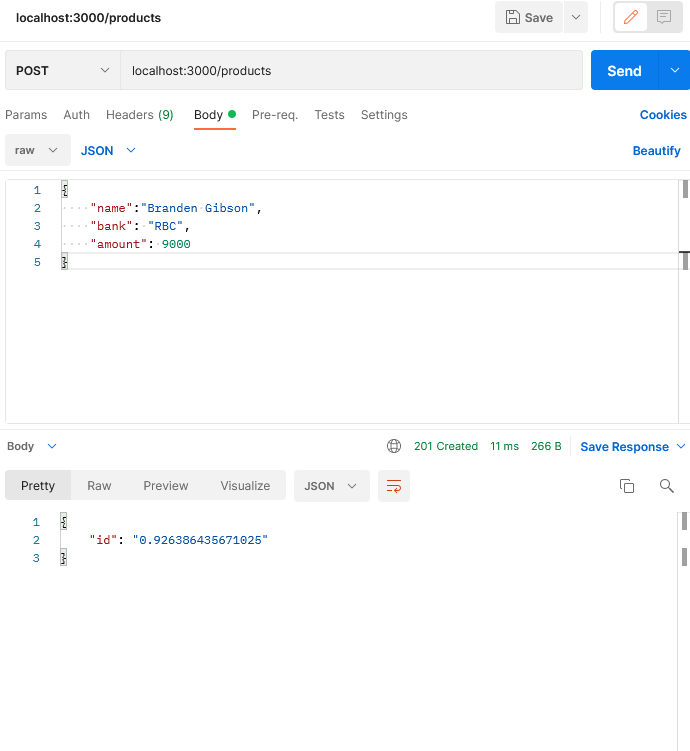 localhost:3000/products
Save
POST
localhost:3000/products
Send
Params Auth Headers (9) Body Pre-req. Tests Settings Cookies
raw JSON Beautify
1 {
2 "name":"Branden Gibson",
3 "bank": "RBC",
4 "amount": 9000
5 }
Body 201 Created 11 ms 266 B Save Response
Pretty Raw Preview Visualize JSON
1 {
2 "id": "0.926386435671025"
3 }